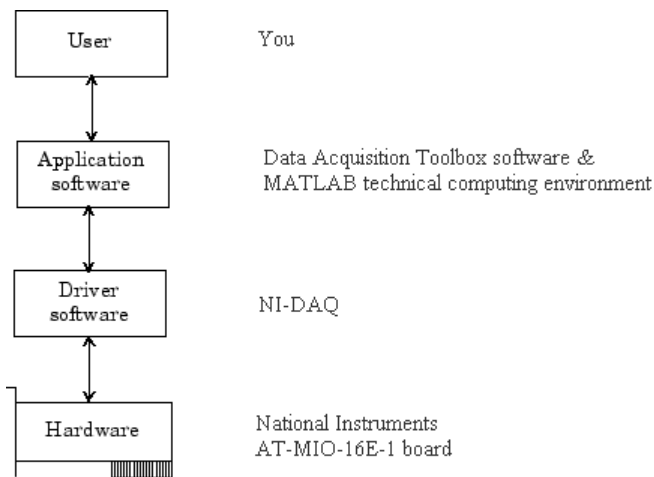 User
You
Application
software
Data Acquisition Toolbox software &
MATLAB technical computing environment
Driver
software
NI-DAQ
Hardware
National Instruments
AT-MIO-16E-1 board